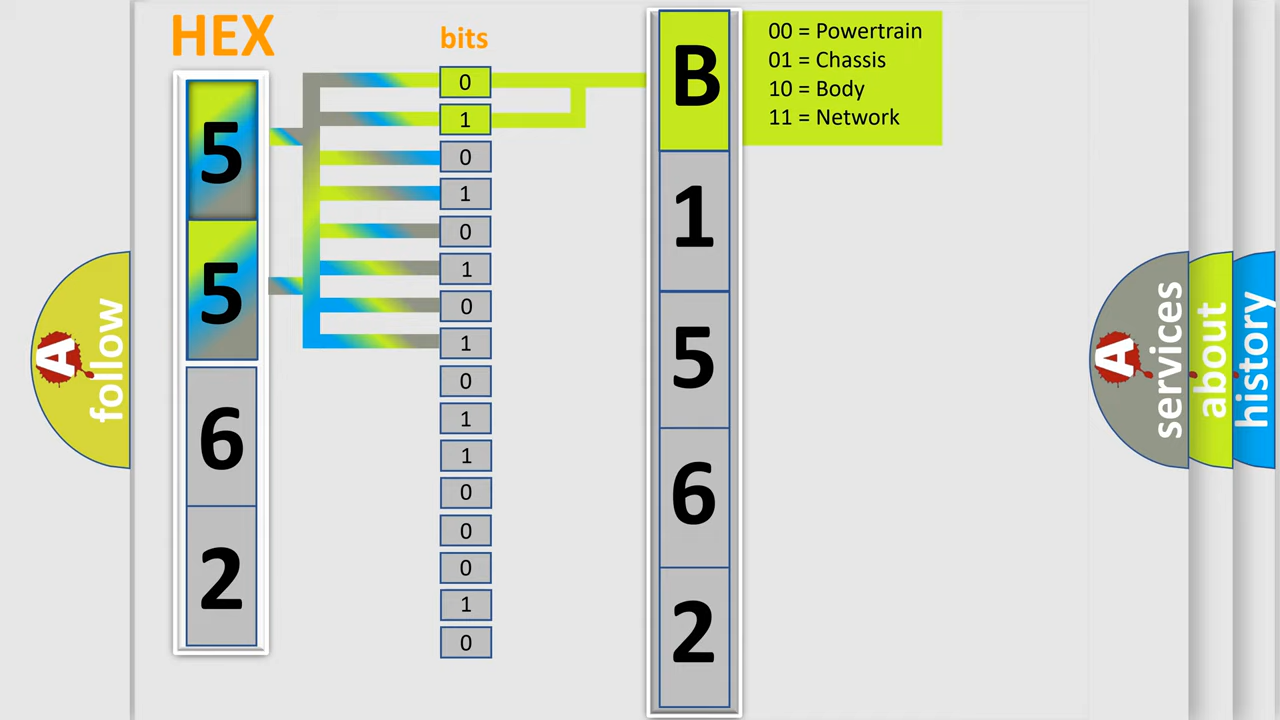 HEX
bits
5
5
6
2
0
1
0
1
0
1
0
1
0
1
1
0
0
0
1
0
B
1
5
6
2
00 = Powertrain
01 = Chassis
10 = Body
11 = Network
A
follow
A
services
about
history